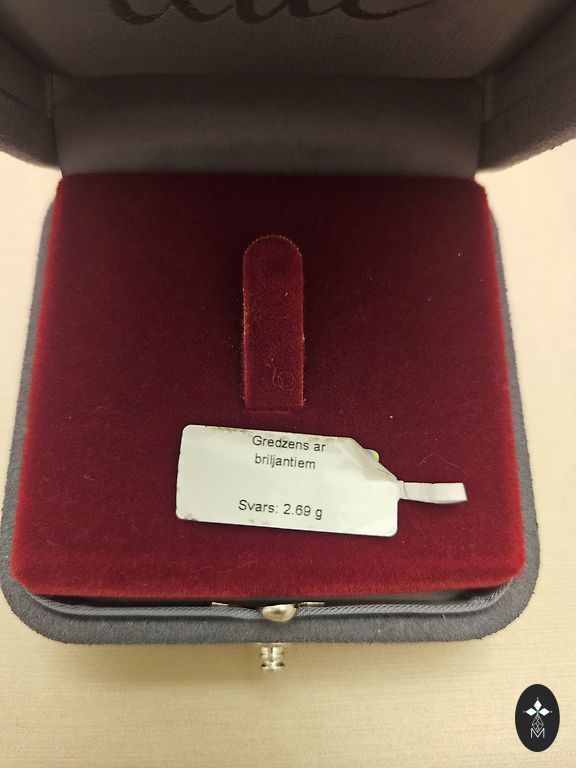 Gredzens ar
briljantiem
Svars: 2.69 g
M